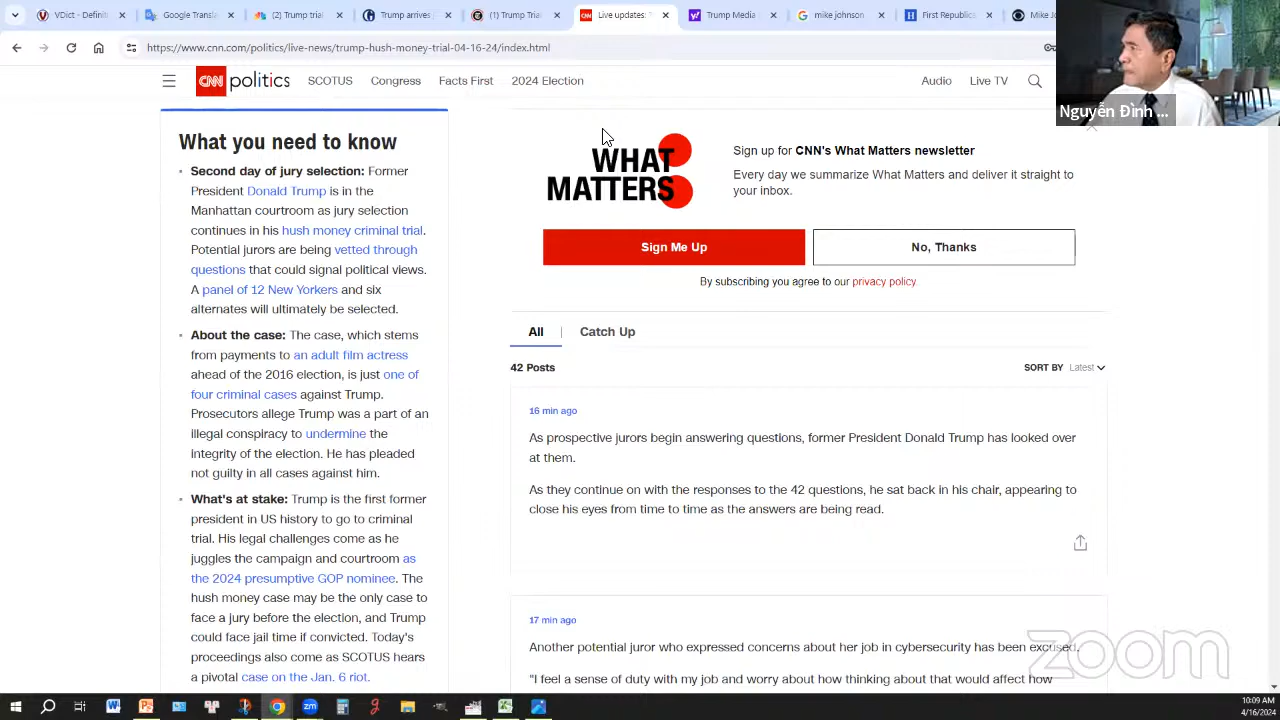 VDict -
Google Trans
(2) Trump tria
Trump arrives
(1) Trump Tria
Live updates: T
Trump Media
mike johnson
First Republic
Mike Jo
https://www.cnn.com/politics/live-news/trump-hush-money-trial-04-16-24/index.html
CNN politics SCOTUS Congress Facts First 2024 Election Audio Live TV
Nguyễn Đình ...
What you need to know
Second day of jury selection: Former
President Donald Trump is in the
Manhattan courtroom as jury selection
continues in his hush money criminal trial.
Potential jurors are being vetted through
questions that could signal political views.
A panel of 12 New Yorkers and six
alternates will ultimately be selected.
About the case: The case, which stems
from payments to an adult film actress
ahead of the 2016 election, is just one of
four criminal cases against Trump.
Prosecutors allege Trump was a part of an
illegal conspiracy to undermine the
integrity of the election. He has pleaded
not guilty in all cases against him.
What's at stake: Trump is the first former
president in US history to go to criminal
trial. His legal challenges come as he
juggles the campaign and courtroom as
the 2024 presumptive GOP nominee. The
hush money case may be the only case to
face a jury before the election, and Trump
could face jail time if convicted. Today's
proceedings also come as SCOTUS hears
a pivotal case on the Jan. 6 riot.
WHAT
MATTERS
Sign up for CNN's What Matters newsletter
Every day we summarize What Matters and deliver it straight to
your inbox.
Sign Me Up
No, Thanks
By subscribing you agree to our privacy policy.
All | Catch Up
42 Posts
SORT BY Latest
16 min ago
As prospective jurors begin answering questions, former President Donald Trump has looked over
at them.
As they continue on with the responses to the 42 questions, he sat back in his chair, appearing to
close his eyes from time to time as the answers are being read.
17 min ago
Another potential juror who expressed concerns about her job in cybersecurity has been excused.
"I feel a sense of duty with my job and worry about how thinking about that would affect how
zoom
10:09 AM
4/16/2024